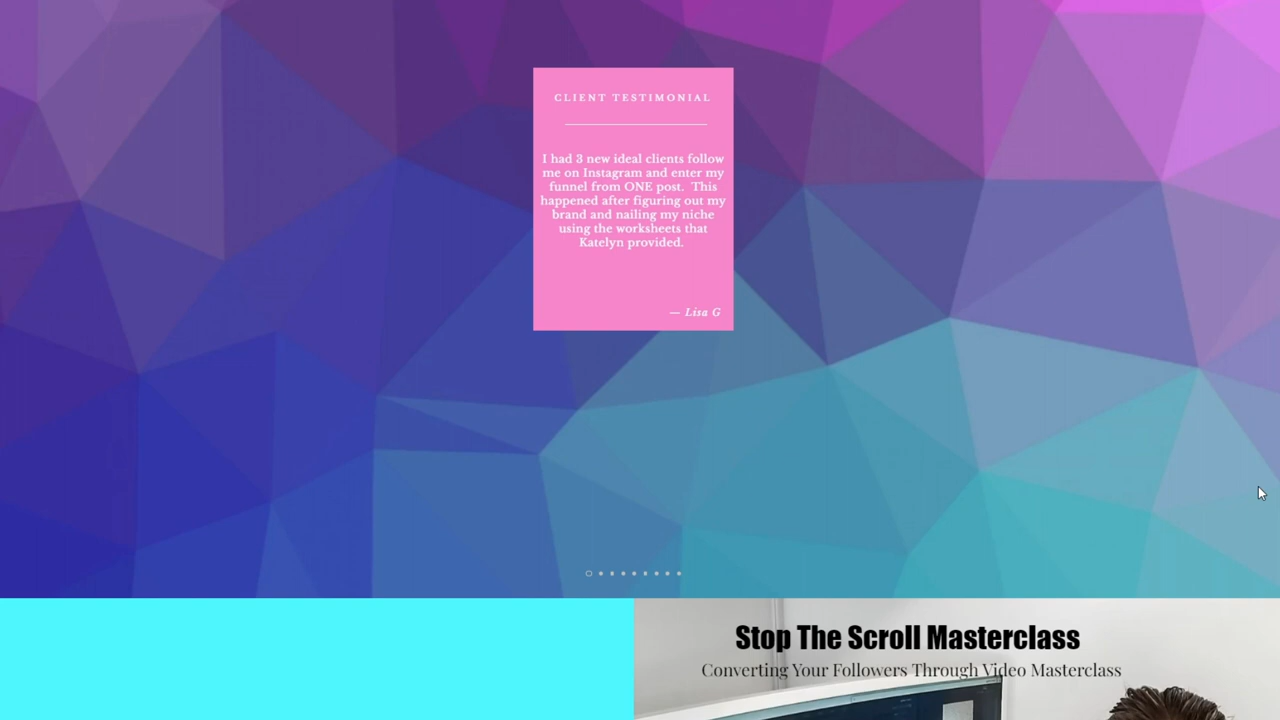 CLIENT TESTIMONIAL
I had 3 new ideal clients follow
me on Instagram and enter my
funnel from ONE post.  This
happened after figuring out my
brand and nailing my niche
using the worksheets that
Katelyn provided.
— Lisa G
Stop The Scroll Masterclass
Converting Your Followers Through Video Masterclass